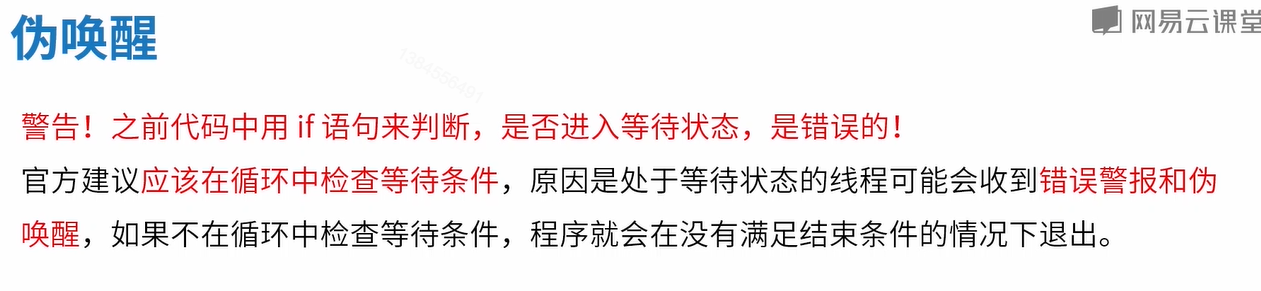 伪唤醒
网易云课堂
1384556491
警告！之前代码中用 if 语句来判断，是否进入等待状态，是错误的！
官方建议应该在循环中检查等待条件，原因是处于等待状态的线程可能会收到错误警报和伪
唤醒，如果不在循环中检查等待条件，程序就会在没有满足结束条件的情况下退出。